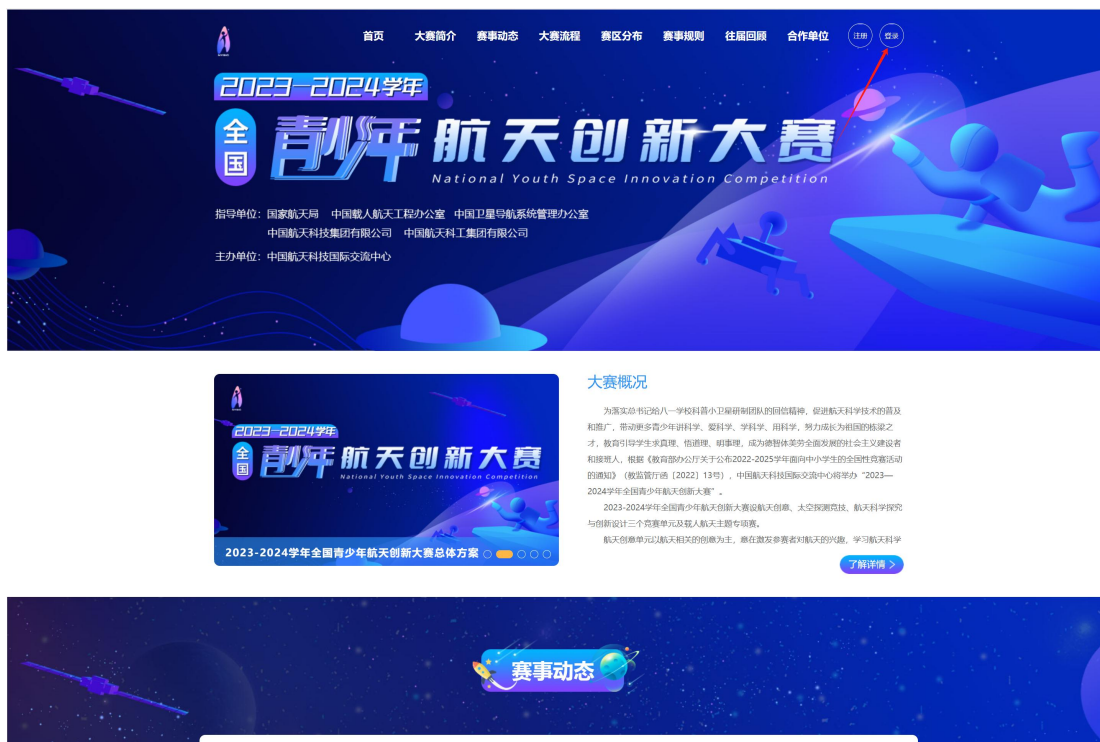 首页 大赛简介 赛事动态 大赛流程 赛区分布 赛事规则 往届回顾 合作单位 注册 登录
2023—2024学年
全国
青少年航天创新大赛
National Youth Space Innovation Competition
指导单位：国家航天局 中国载人航天工程办公室 中国卫星导航系统管理办公室
中国航天科技集团有限公司 中国航天科工集团有限公司
主办单位：中国航天科技国际交流中心
2023—2024学年
全国
青少年航天创新大赛
National Youth Space Innovation Competition
2023-2024学年全国青少年航天创新大赛总体方案
大赛概况
为落实总书记给八一学校科普小卫星研制团队的回信精神，促进航天科学技术的普及
和推广，带动更多青少年讲科学、爱科学、学科学、用科学，努力成长为祖国的栋梁之
才，教育引导学生求真理、悟道理、明事理，成为德智体美劳全面发展的社会主义建设者
和接班人，根据《教育部办公厅关于公布2022-2025学年面向中小学生的全国性竞赛活动
的通知》（教监管厅函〔2022〕13号），中国航天科技国际交流中心将举办“2023—
2024学年全国青少年航天创新大赛”。
2023-2024学年全国青少年航天创新大赛设航天创意、太空探测竞技、航天科学探究
与创新设计三个竞赛单元及载人航天主题专项赛。
航天创意单元以航天相关的创意为主，意在激发参赛者对航天的兴趣，学习航天科学
了解详情 >
赛事动态